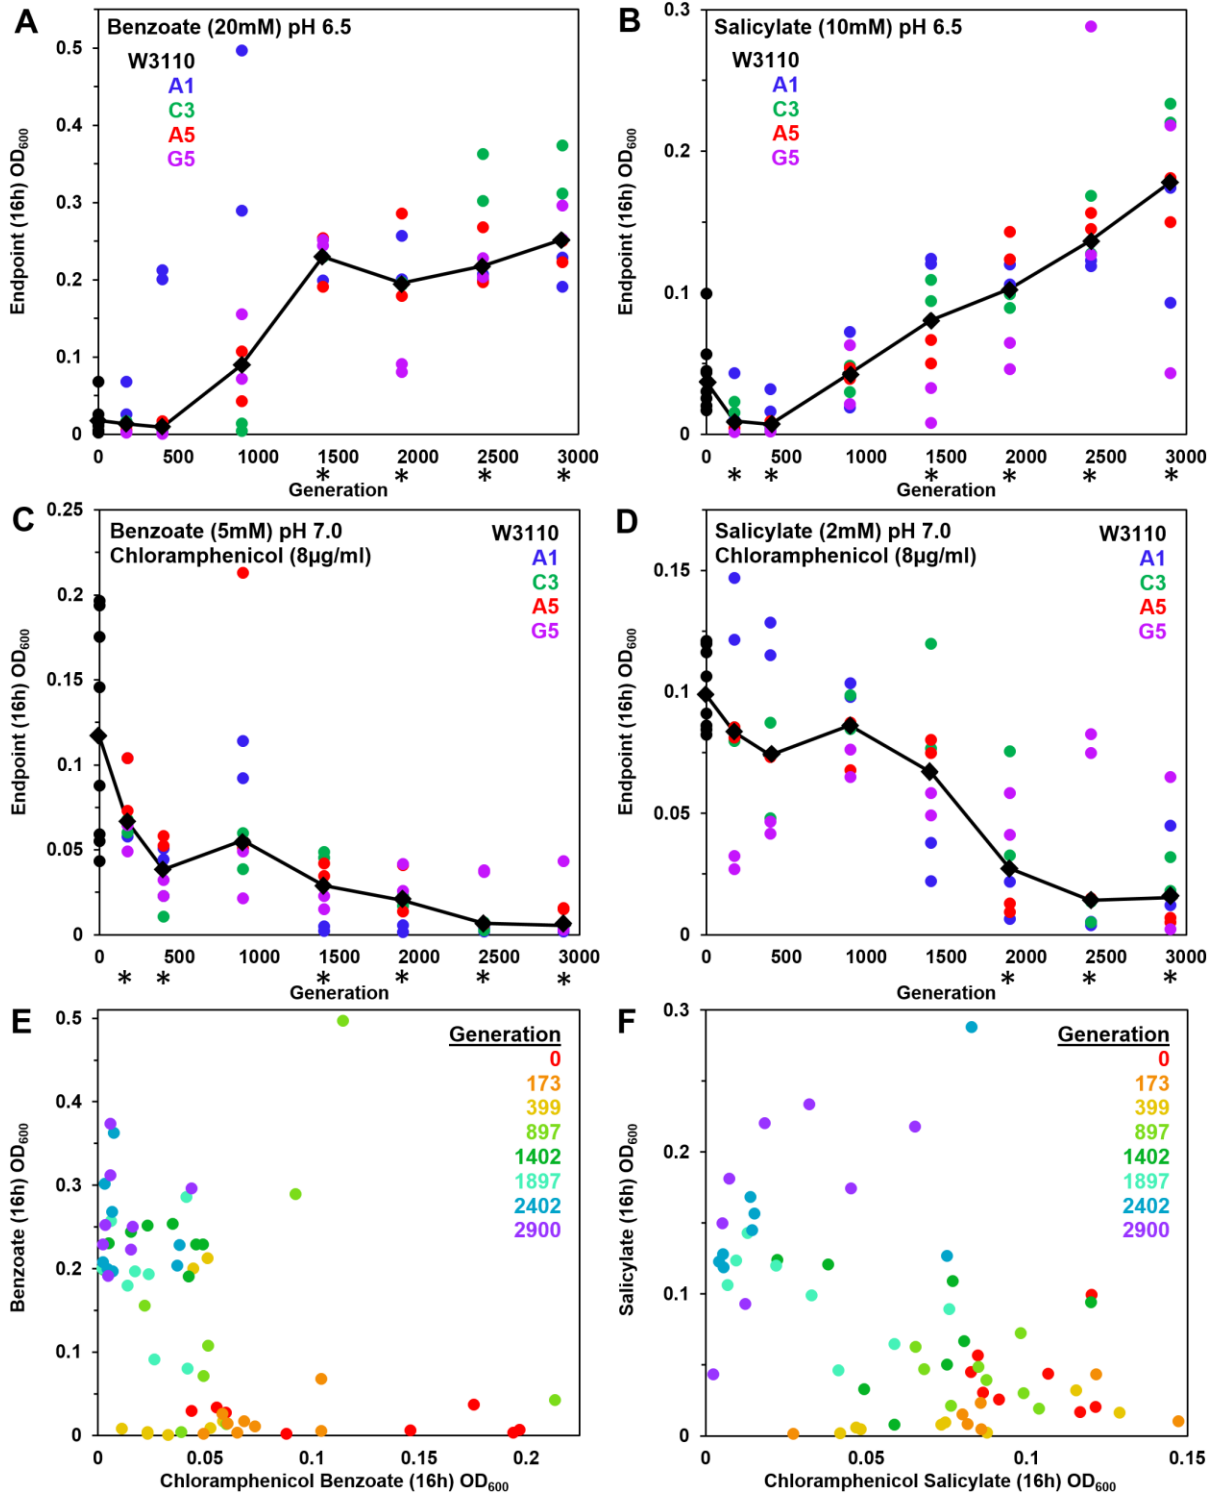 A
Benzoate (20mM) pH 6.5
W3110
A1
C3
A5
G5
Endpoint (16h) OD600
0.5
0.4
0.3
0.2
0.1
0
0 500 1000 1500 2000 2500 3000
* * * *
Generation
B
Salicylate (10mM) pH 6.5
W3110
A1
C3
A5
G5
Endpoint (16h) OD600
0.3
0.2
0.1
0
0 500 1000 1500 2000 2500 3000
* * * * * *
Generation
C
Benzoate (5mM) pH 7.0
Chloramphenicol (8µg/ml)
W3110
A1
C3
A5
G5
Endpoint (16h) OD600
0.25
0.2
0.15
0.1
0.05
0
0 500 1000 1500 2000 2500 3000
* * * * * *
Generation
D
Salicylate (2mM) pH 7.0
Chloramphenicol (8µg/ml)
W3110
A1
C3
A5
G5
Endpoint (16h) OD600
0.15
0.1
0.05
0
0 500 1000 1500 2000 2500 3000
* * *
Generation
E
Generation
0
173
399
897
1402
1897
2402
2900
Benzoate (16h) OD600
0.5
0.4
0.3
0.2
0.1
0
0 0.05 0.1 0.15 0.2
Chloramphenicol Benzoate (16h) OD600
F
Generation
0
173
399
897
1402
1897
2402
2900
Salicylate (16h) OD600
0.3
0.2
0.1
0
0 0.05 0.1 0.15
Chloramphenicol Salicylate (16h) OD600